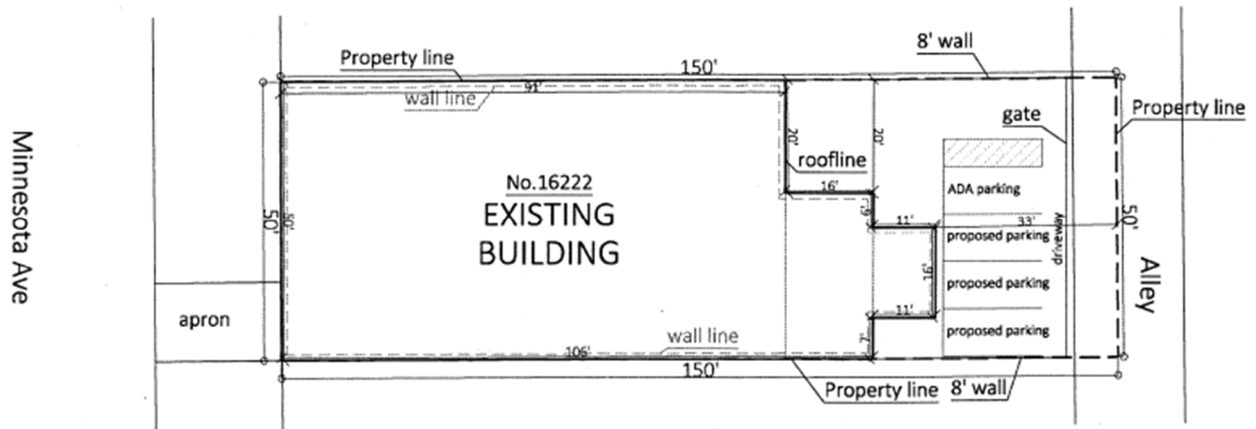 8' wall
Property line
150'
91'
wall line
Property line
gate
20'
20'
roofline
16'
Minnesota Ave
No.16222
EXISTING
BUILDING
50'
50'
ADA parking
6'
11'
33'
50'
proposed parking
driveway
16'
Alley
proposed parking
11'
apron
proposed parking
7'
wall line
106'
150'
Property line
8' wall